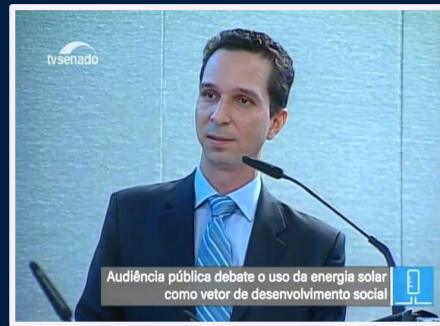 tvsenado
Audiência pública debate o uso da energia solar
como vetor de desenvolvimento social